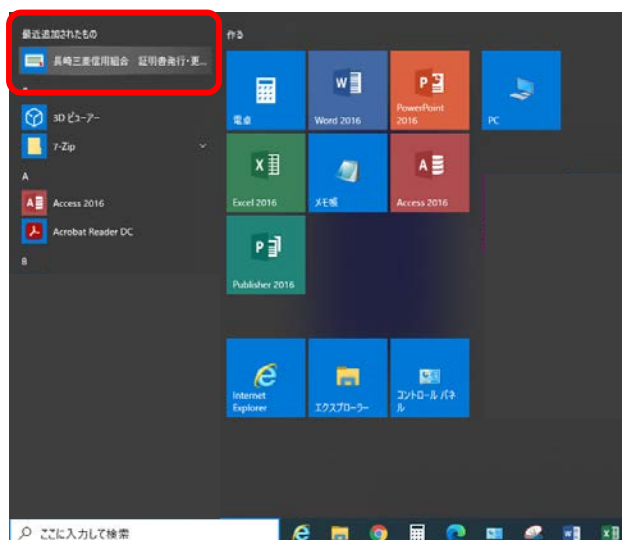 最近追加されたもの
長崎三菱信用組合 証明書発行・更...
#
3D ビューアー
7-Zip
A
Access 2016
Acrobat Reader DC
B
作る
電卓
Word 2016
PowerPoint 2016
PC
Excel 2016
メモ帳
Access 2016
Publisher 2016
Internet Explorer
エクスプローラー
コントロール パネル
ここに入力して検索